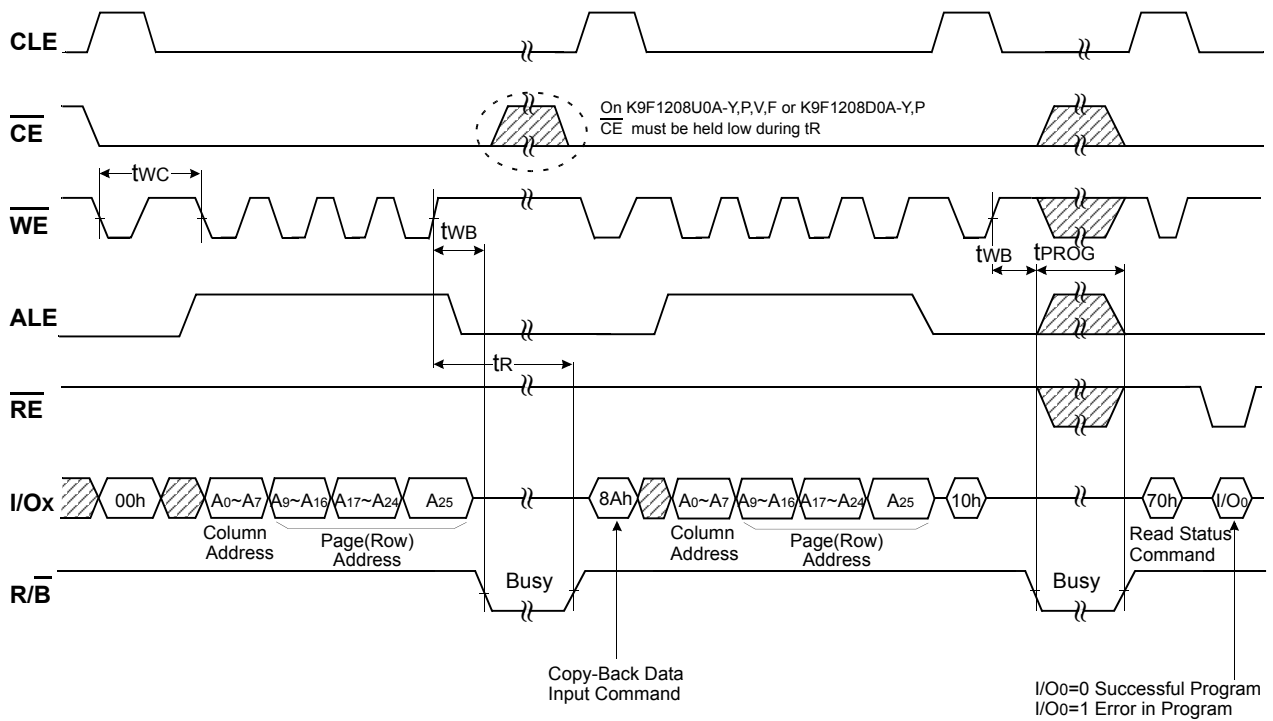 CLE
CE
On K9F1208U0A-Y,P,V,F or K9F1208D0A-Y,P
CE must be held low during tR
tWC
WE
tWB
tWB
tPROG
ALE
tR
RE
I/Ox
00h
A0~A7
A9~A16
A17~A24
A25
8Ah
A0~A7
A9~A16
A17~A24
A25
10h
70h
I/O0
Column
Address
Page(Row)
Address
Column
Address
Page(Row)
Address
Read Status
Command
R/B
Busy
Busy
Copy-Back Data
Input Command
I/O0=0 Successful Program
I/O0=1 Error in Program